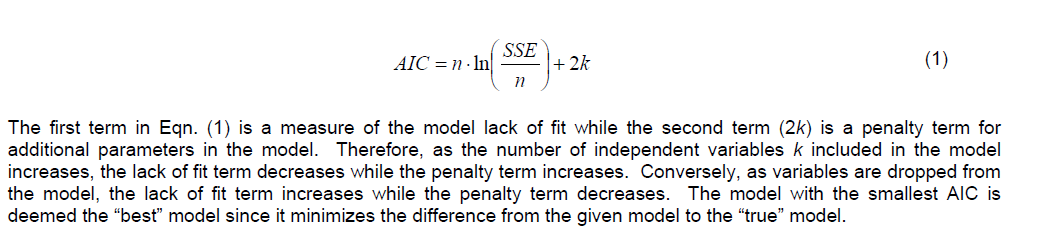 AIC = n · ln(SSE/n) + 2k (1)
The first term in Eqn. (1) is a measure of the model lack of fit while the second term (2k) is a penalty term for
additional parameters in the model. Therefore, as the number of independent variables k included in the model
increases, the lack of fit term decreases while the penalty term increases. Conversely, as variables are dropped from
the model, the lack of fit term increases while the penalty term decreases. The model with the smallest AIC is
deemed the “best” model since it minimizes the difference from the given model to the “true” model.